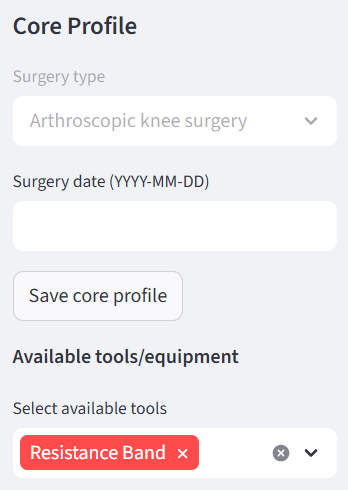 Core Profile
Surgery type
Arthroscopic knee surgery
Surgery date (YYYY-MM-DD)
Save core profile
Available tools/equipment
Select available tools
Resistance Band